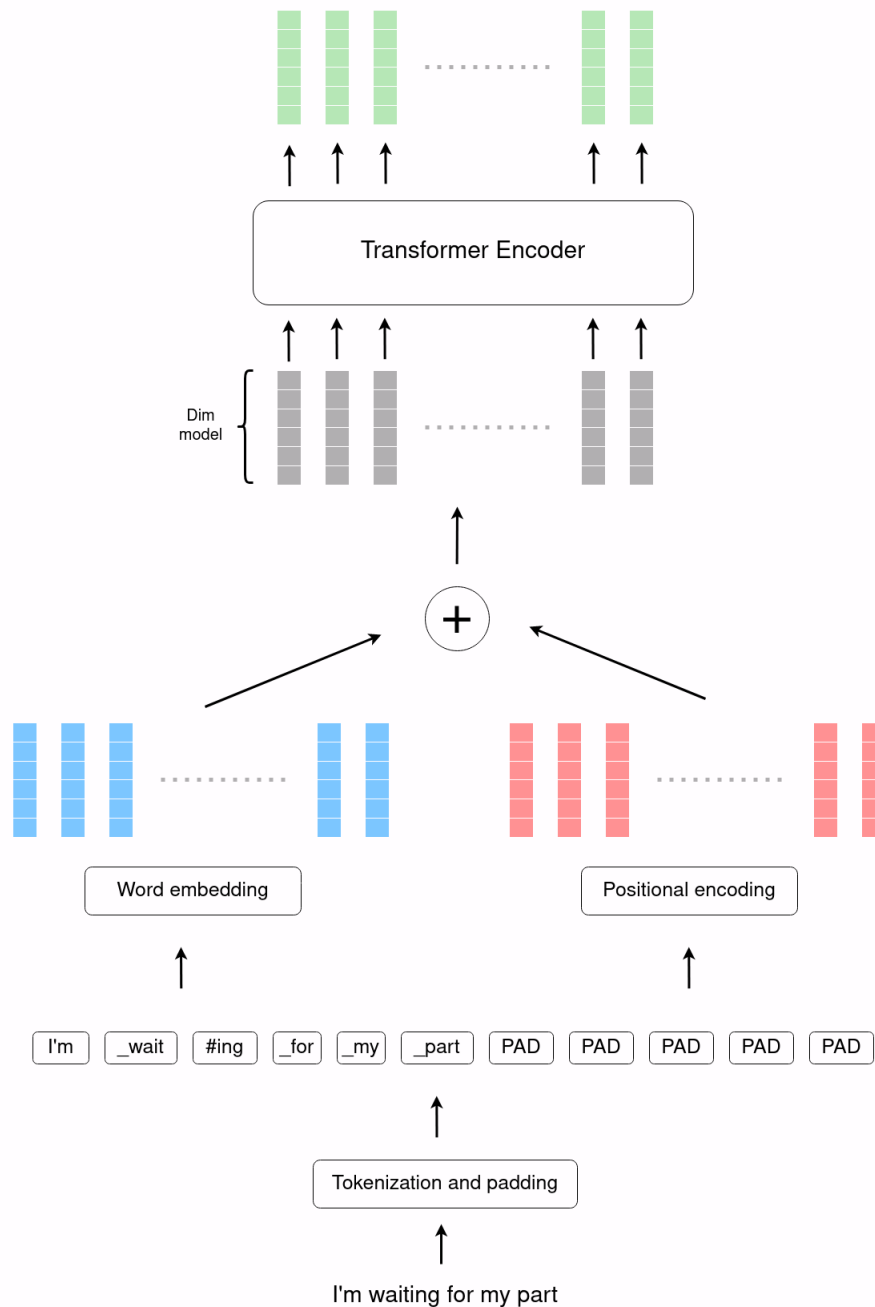 Transformer Encoder
Dim
model
+
Word embedding
Positional encoding
I'm _wait #ing _for _my _part PAD PAD PAD PAD PAD
Tokenization and padding
I'm waiting for my part